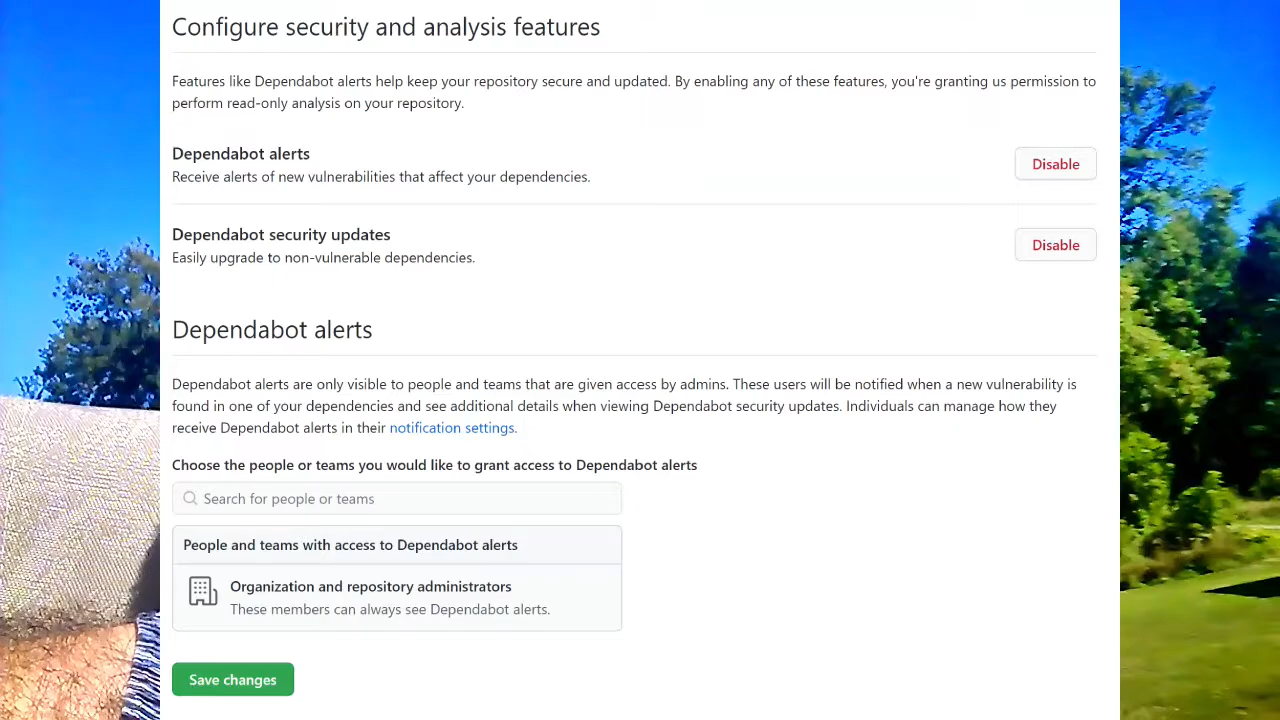 Configure security and analysis features
Features like Dependabot alerts help keep your repository secure and updated. By enabling any of these features, you're granting us permission to
perform read-only analysis on your repository.
Dependabot alerts
Receive alerts of new vulnerabilities that affect your dependencies.
Disable
Dependabot security updates
Easily upgrade to non-vulnerable dependencies.
Disable
Dependabot alerts
Dependabot alerts are only visible to people and teams that are given access by admins. These users will be notified when a new vulnerability is
found in one of your dependencies and see additional details when viewing Dependabot security updates. Individuals can manage how they
receive Dependabot alerts in their notification settings.
Choose the people or teams you would like to grant access to Dependabot alerts
Search for people or teams
People and teams with access to Dependabot alerts
Organization and repository administrators
These members can always see Dependabot alerts.
Save changes